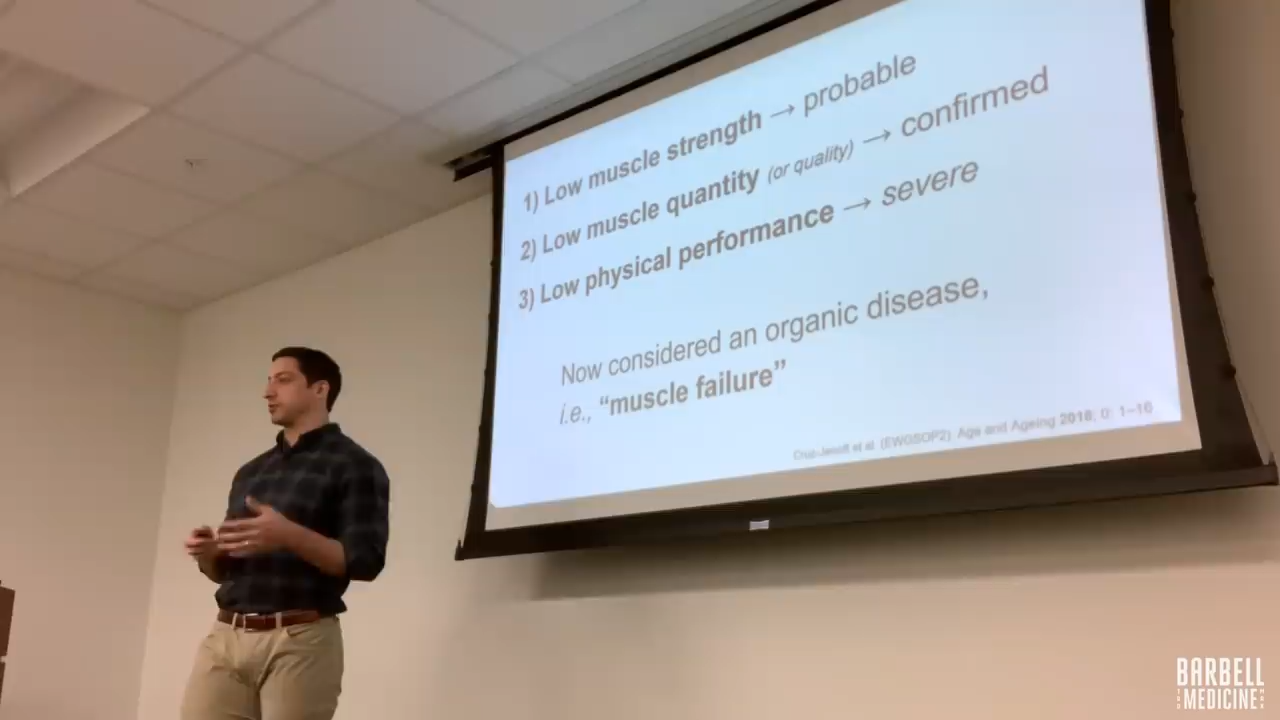 1) Low muscle strength → probable
2) Low muscle quantity (or quality) → confirmed
3) Low physical performance → severe
Now considered an organic disease,
i.e., “muscle failure”
Cruz-Jentoft et al. (EWGSOP2) Age and Ageing 2018; 0: 1–16
BARBELL
MEDICINE